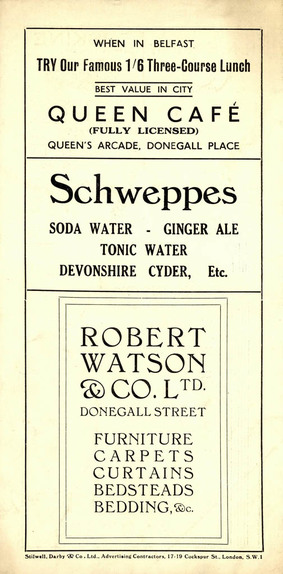 WHEN IN BELFAST
TRY Our Famous 1/6 Three-Course Lunch
BEST VALUE IN CITY
QUEEN CAFÉ
(FULLY LICENSED)
QUEEN'S ARCADE, DONEGALL PLACE
Schweppes
SODA WATER - GINGER ALE
TONIC WATER
DEVONSHIRE CYDER, Etc.
ROBERT
WATSON
& CO. LTD.
DONEGALL STREET
FURNITURE
CARPETS
CURTAINS
BEDSTEADS
BEDDING, &c.
Stilwell, Darby & Co., Ltd., Advertising Contractors, 17-19 Cockspur St., London, S.W.1